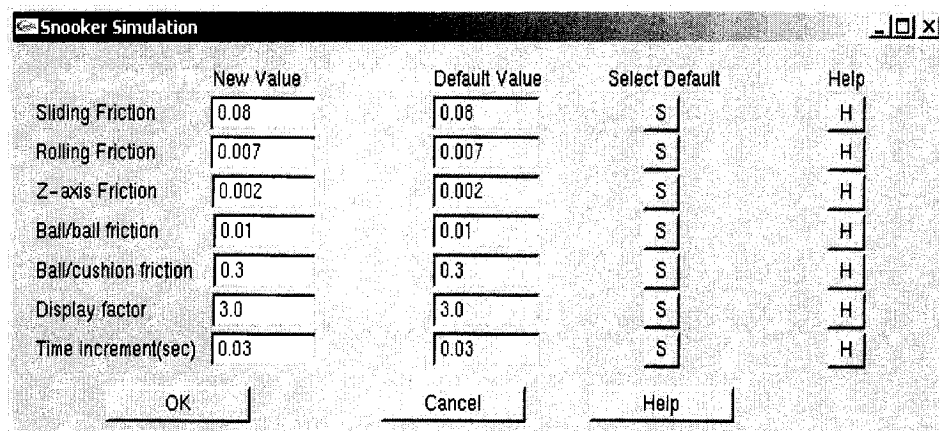 Snooker Simulation
New Value Default Value Select Default Help
Sliding Friction 0.08 0.08 S H
Rolling Friction 0.007 0.007 S H
Z-axis Friction 0.002 0.002 S H
Ball/ball friction 0.01 0.01 S H
Ball/cushion friction 0.3 0.3 S H
Display factor 3.0 3.0 S H
Time increment(sec) 0.03 0.03 S H
OK Cancel Help